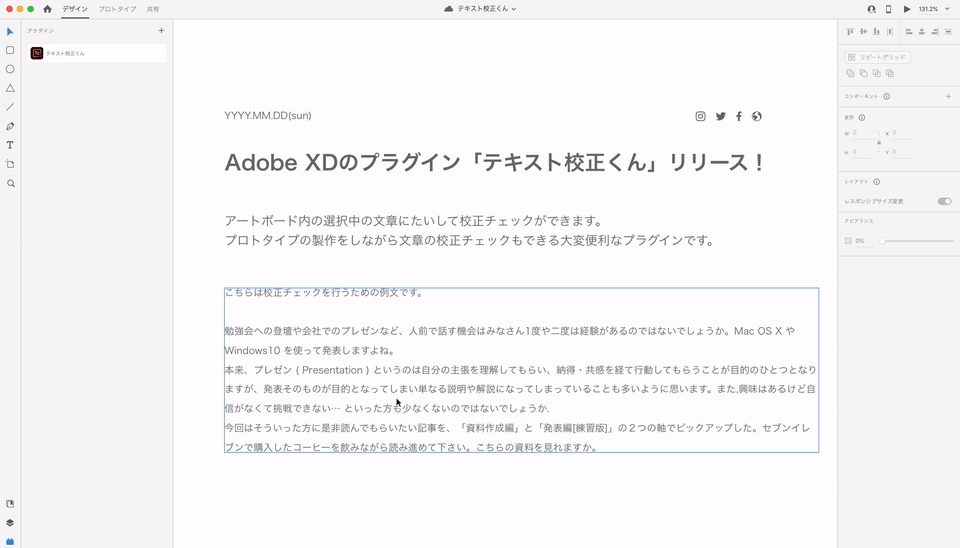 デザイン プロトタイプ 共有
テキスト校正くん
131.2%
プラグイン
テキスト校正くん
YYYY.MM.DD(sun)
Adobe XDのプラグイン「テキスト校正くん」リリース！
アートボード内の選択中の文章にたいして校正チェックができます。
プロトタイプの製作をしながら文章の校正チェックもできる大変便利なプラグインです。
こちらは校正チェックを行うための例文です。
勉強会への登壇や会社でのプレゼンなど、人前で話す機会はみなさん1度や二度は経験があるのではないでしょうか。Mac OS X や
Windows10 を使って発表しますよね。
本来、プレゼン ( Presentation ) というのは自分の主張を理解してもらい、納得・共感を経て行動してもらうことが目的のひとつとなり
ますが、発表そのものが目的となってしまい単なる説明や解説になってしまっていることも多いように思います。また,興味はあるけど自
信がなくて挑戦できない… といった方も少なくないのではないでしょうか.
今回はそういった方に是非読んでもらいたい記事を、「資料作成編」と「発表編[練習版]」の２つの軸でピックアップした。セブンイレ
ブンで購入したコーヒーを飲みながら読み進めて下さい。こちらの資料を見れますか。
リピートグリッド
コンポーネント
変形
W 0 X 0
H 0 Y 0
レイアウト
レスポンシブサイズ変更
アピアランス
0%